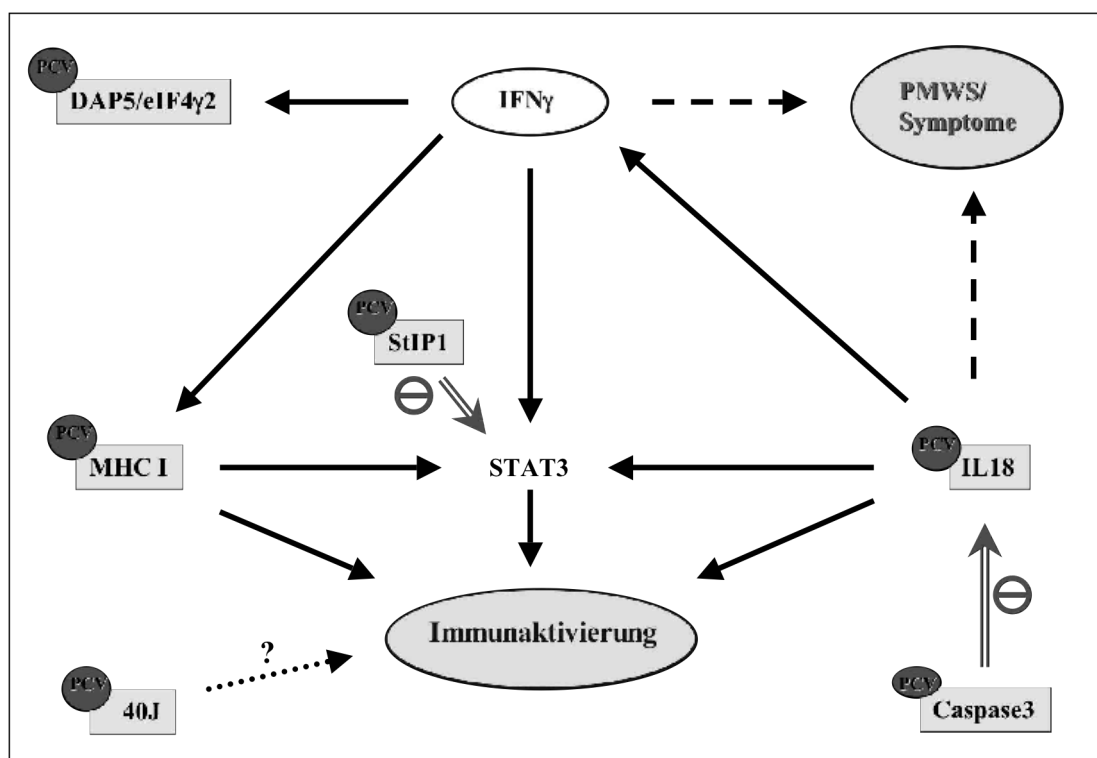 PCV
DAP5/eIF4γ2
IFNγ
PMWS/
Symptome
PCV
StIP1
PCV
MHC I
STAT3
PCV
IL18
Immunaktivierung
?
PCV
40J
PCV
Caspase3